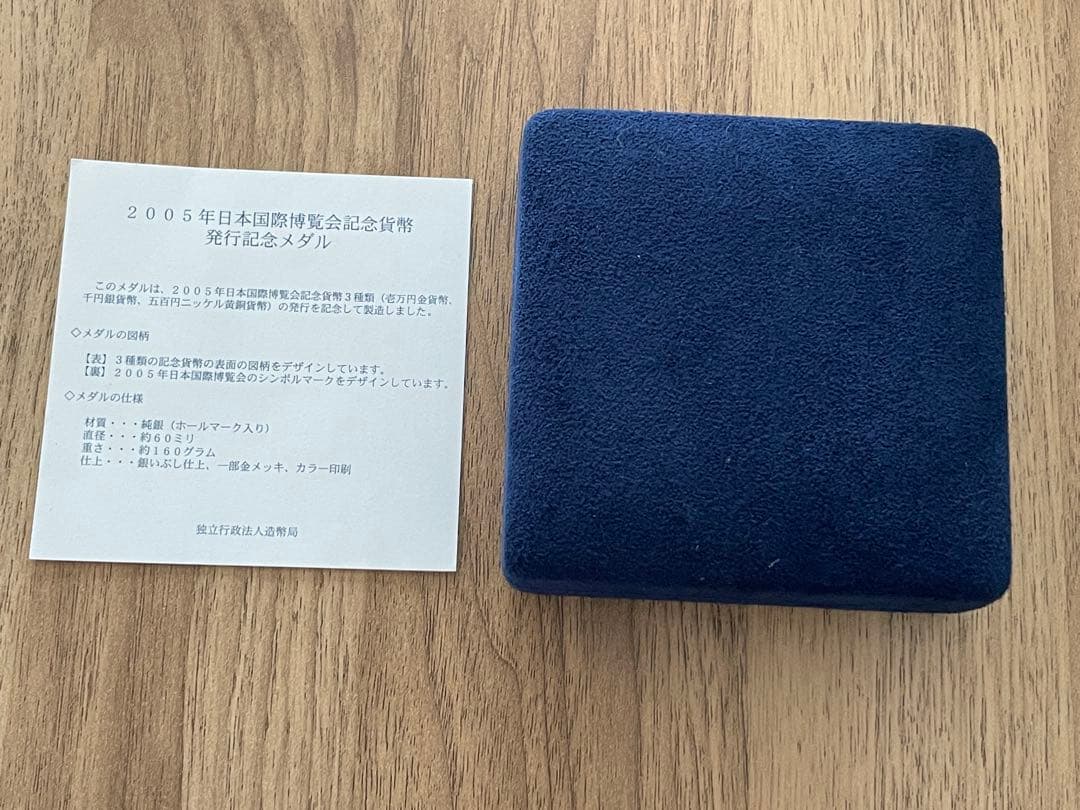 2005年日本国際博覧会記念貨幣
発行記念メダル
このメダルは、2005年日本国際博覧会記念貨幣3種類（壱万円金貨幣、
千円銀貨幣、五百円ニッケル黄銅貨幣）の発行を記念して製造しました。
◇メダルの図柄
【表】3種類の記念貨幣の表面の図柄をデザインしています。
【裏】2005年日本国際博覧会のシンボルマークをデザインしています。
◇メダルの仕様
材質・・・純銀（ホールマーク入り）
直径・・・約60ミリ
重さ・・・約160グラム
仕上・・・銀いぶし仕上、一部金メッキ、カラー印刷
独立行政法人造幣局